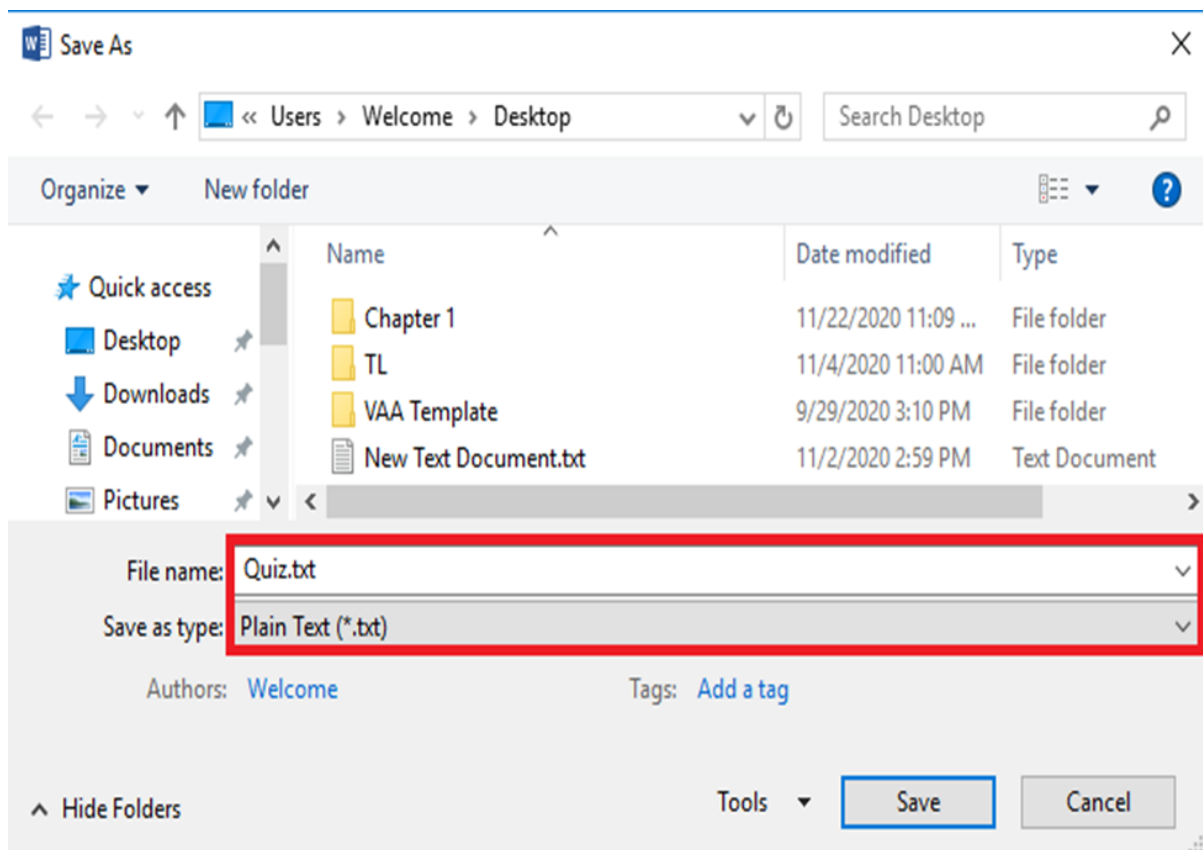 Save As
« Users › Welcome › Desktop
Search Desktop
Organize
New folder
Name Date modified Type
Quick access
Desktop
Downloads
Documents
Pictures
Chapter 1 11/22/2020 11:09 ... File folder
TL 11/4/2020 11:00 AM File folder
VAA Template 9/29/2020 3:10 PM File folder
New Text Document.txt 11/2/2020 2:59 PM Text Document
File name: Quiz.txt
Save as type: Plain Text (*.txt)
Authors: Welcome Tags: Add a tag
Hide Folders Tools Save Cancel